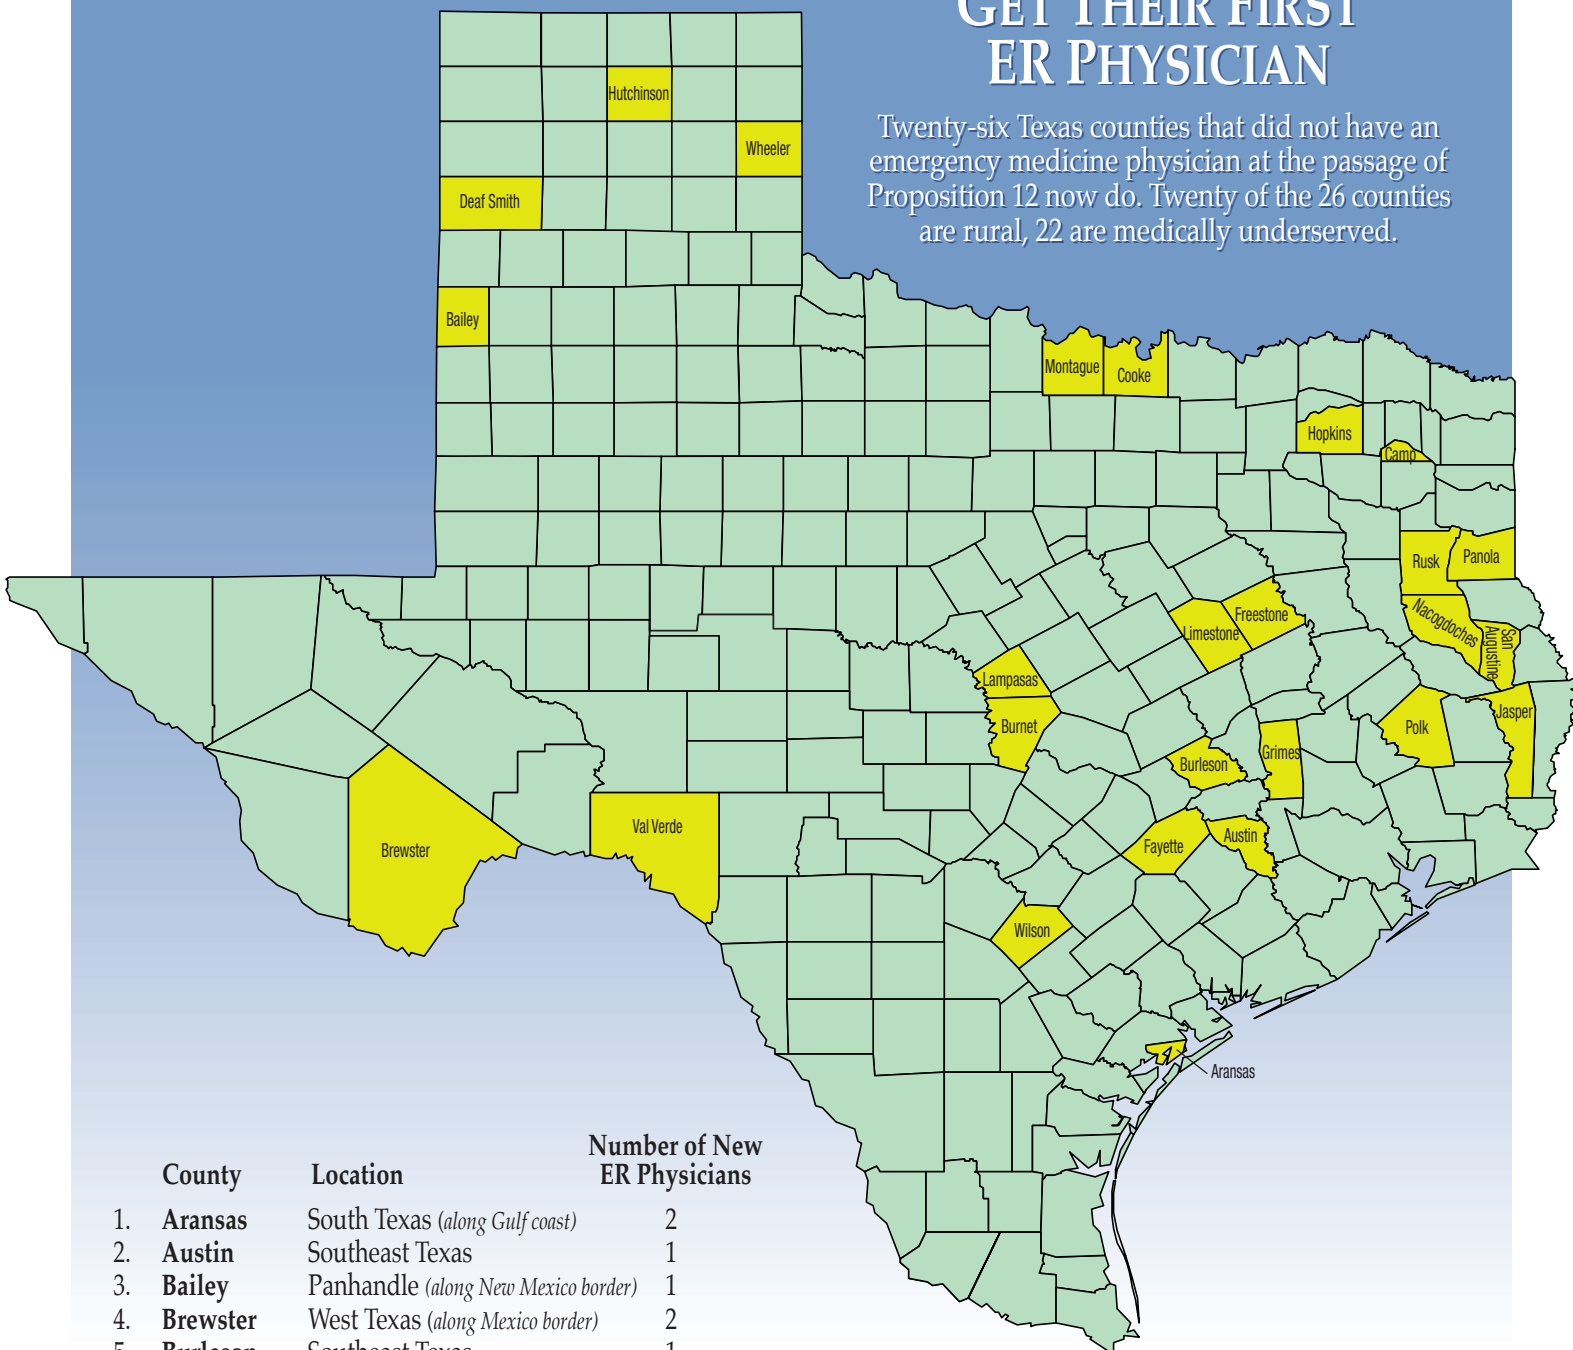 GET THEIR FIRST
ER PHYSICIAN
Twenty-six Texas counties that did not have an
emergency medicine physician at the passage of
Proposition 12 now do. Twenty of the 26 counties
are rural, 22 are medically underserved.
Hutchinson
Wheeler
Deaf Smith
Bailey
Montague
Cooke
Hopkins
Camp
Rusk
Panola
Nacogdoches
San
Augustine
Freestone
Limestone
Lampasas
Burnet
Jasper
Polk
Grimes
Burleson
Austin
Fayette
Val Verde
Brewster
Wilson
Aransas
County Location Number of New
ER Physicians
1. Aransas South Texas (along Gulf coast) 2
2. Austin Southeast Texas 1
3. Bailey Panhandle (along New Mexico border) 1
4. Brewster West Texas (along Mexico border) 2
5. Burleson Southeast Texas 1